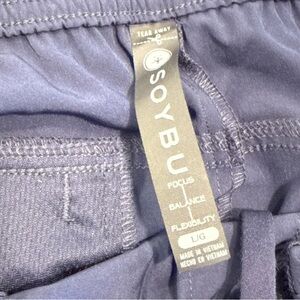 TEAR AWAY
SOYBU
FOCUS
BALANCE
FLEXIBILITY
L/G
MADE IN VIETNAM
HECHO EN VIETNAM